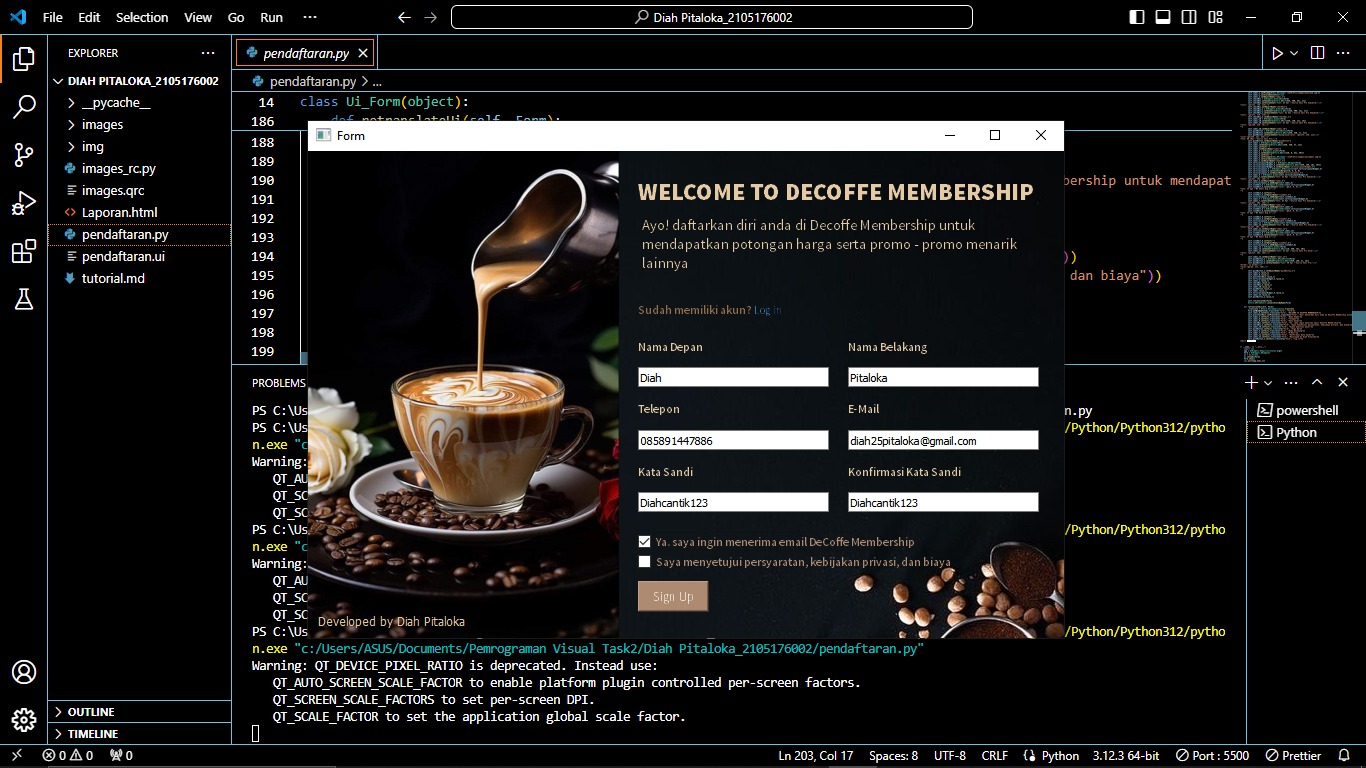 File Edit Selection View Go Run ···
Diah Pitaloka_2105176002
EXPLORER
DIAH PITALOKA_2105176002
__pycache__
images
img
images_rc.py
images.qrc
Laporan.html
pendaftaran.py
pendaftaran.ui
tutorial.md
OUTLINE
TIMELINE
pendaftaran.py
pendaftaran.py > ...
14 class Ui_Form(object):
186 def retranslateUi(self, Form):
188
189
190 bership untuk mendapat
191
192
193
194 ))
195 dan biaya"))
196
197
198
199
Form
WELCOME TO DECOFFE MEMBERSHIP
Ayo! daftarkan diri anda di Decoffe Membership untuk
mendapatkan potongan harga serta promo - promo menarik
lainnya
Sudah memiliki akun? Log in
Nama Depan Nama Belakang
Diah Pitaloka
Telepon E-Mail
085891447886 diah25pitaloka@gmail.com
Kata Sandi Konfirmasi Kata Sandi
Diahcantik123 Diahcantik123
Ya. saya ingin menerima email DeCoffe Membership
Saya menyetujui persyaratan, kebijakan privasi, dan biaya
Sign Up
Developed by Diah Pitaloka
PROBLEMS
PS C:\Us n.py
PS C:\Us /Python/Python312/pytho
n.exe "c
Warning:
QT_AU
QT_SC
QT_SC
PS C:\Us /Python/Python312/pytho
n.exe "c
Warning:
QT_AU
QT_SC
QT_SC
PS C:\Us /Python/Python312/pytho
n.exe "c:/Users/ASUS/Documents/Pemrograman Visual Task2/Diah Pitaloka_2105176002/pendaftaran.py"
Warning: QT_DEVICE_PIXEL_RATIO is deprecated. Instead use:
QT_AUTO_SCREEN_SCALE_FACTOR to enable platform plugin controlled per-screen factors.
QT_SCREEN_SCALE_FACTORS to set per-screen DPI.
QT_SCALE_FACTOR to set the application global scale factor.
powershell
Python
0 0 0 Ln 203, Col 17 Spaces: 8 UTF-8 CRLF Python 3.12.3 64-bit Port : 5500 Prettier